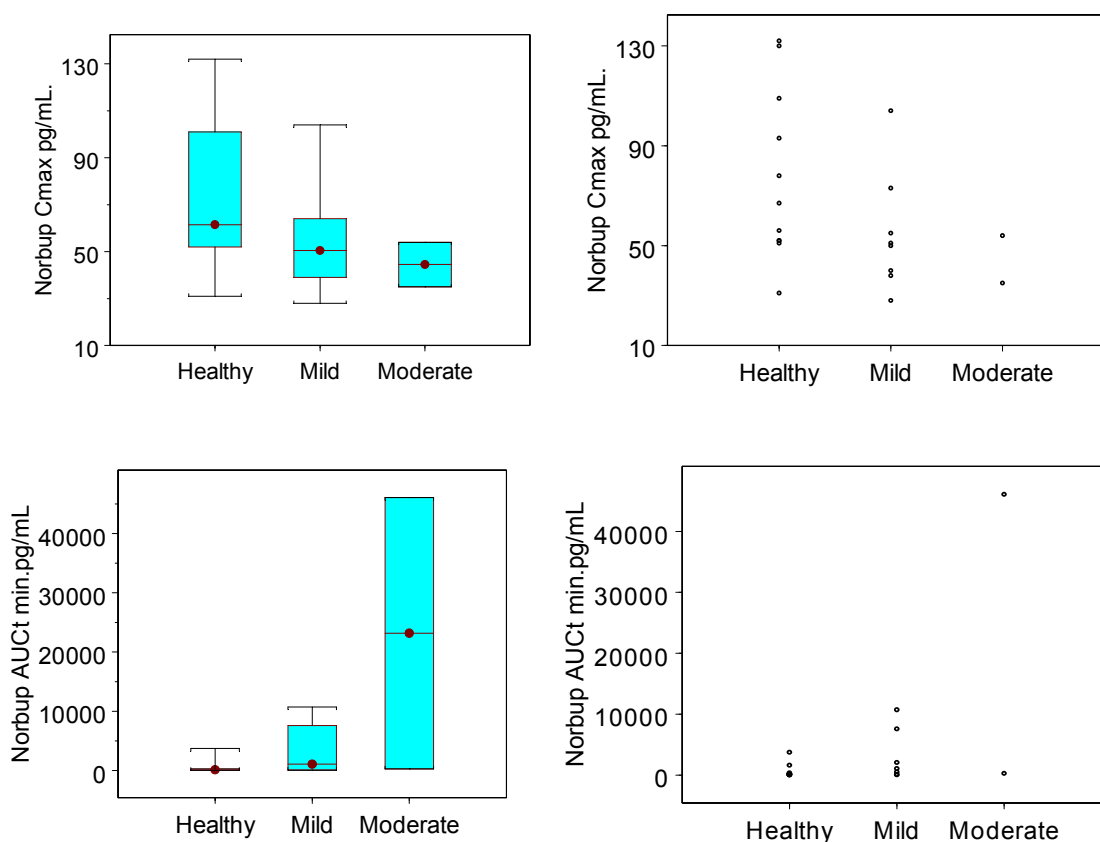 Norbup Cmax pg/mL.
130
90
50
10
Healthy Mild Moderate
Norbup Cmax pg/mL.
130
90
50
10
Healthy Mild Moderate
Norbup AUCt min.pg/mL
40000
30000
20000
10000
0
Healthy Mild Moderate
Norbup AUCt min.pg/mL
40000
30000
20000
10000
0
Healthy Mild Moderate